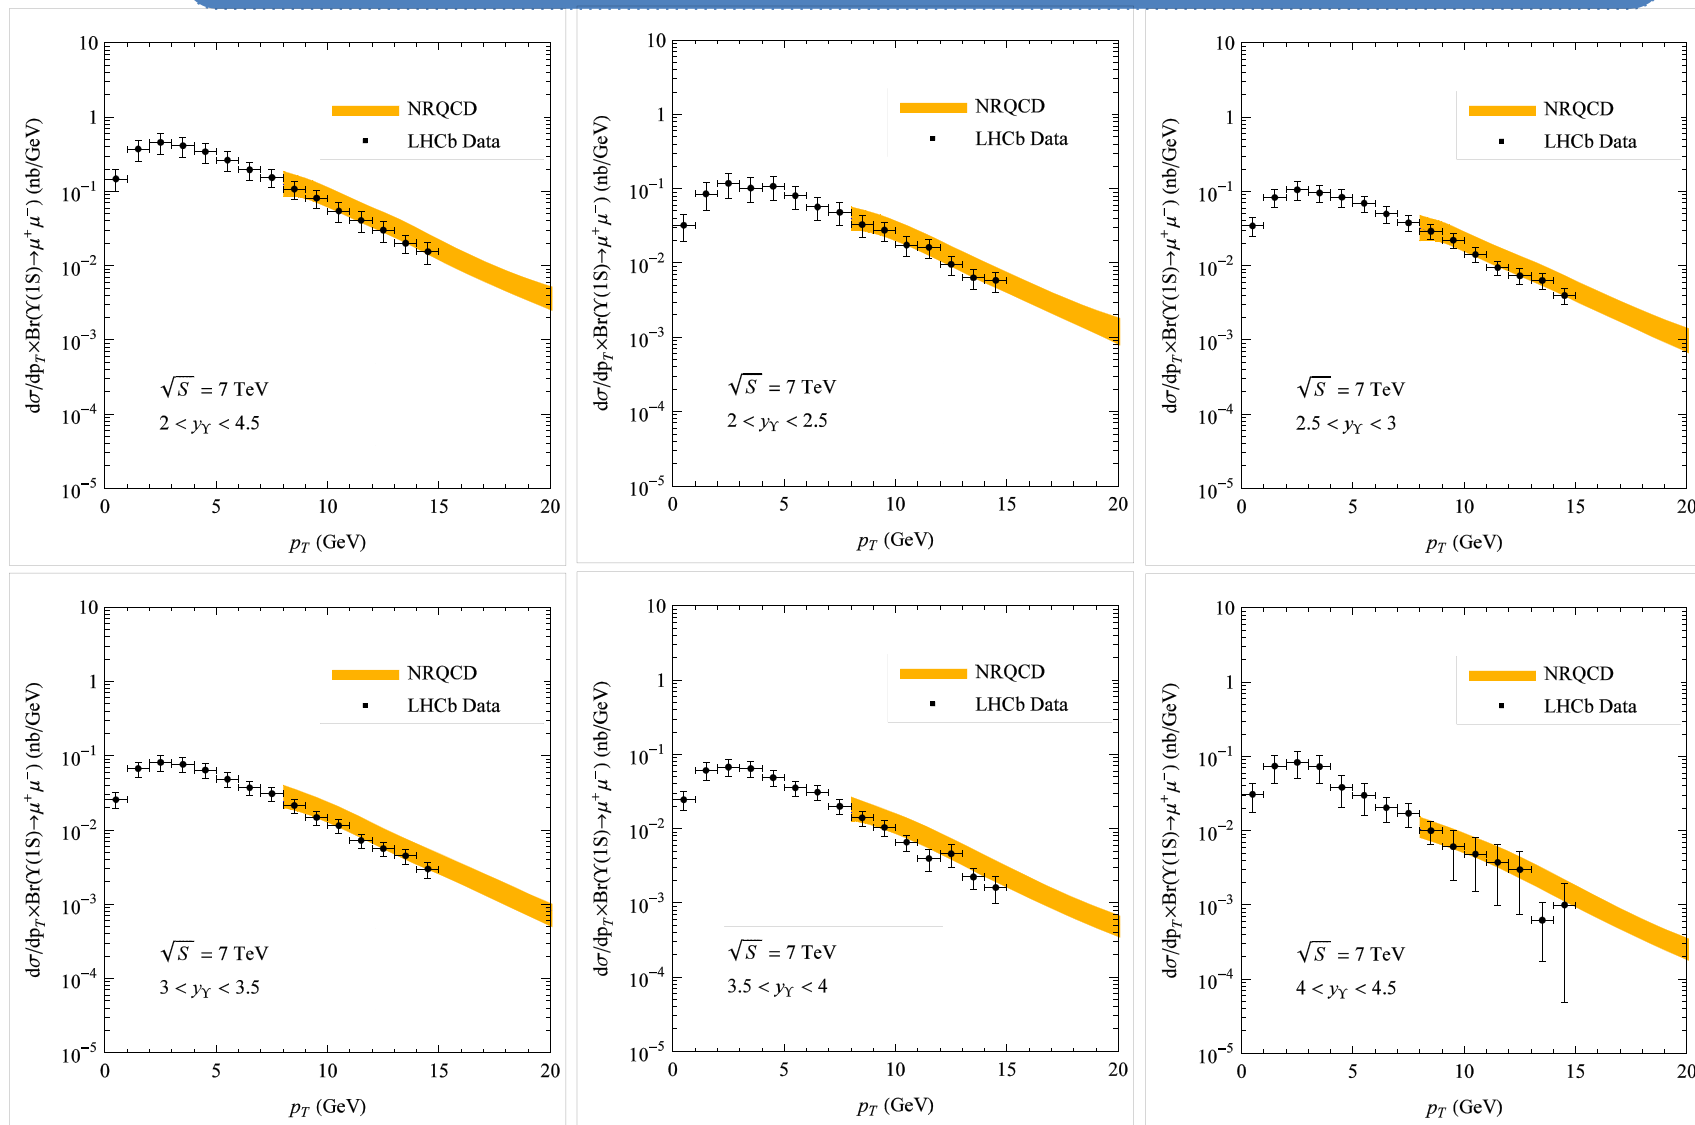 10
1
10⁻¹
10⁻²
10⁻³
10⁻⁴
10⁻⁵
dσ/dp_T×Br(Υ(1S)→μ⁺μ⁻) (nb/GeV)
NRQCD
LHCb Data
√S = 7 TeV
2 < y_Υ < 4.5
0 5 10 15 20
p_T (GeV)
10
1
10⁻¹
10⁻²
10⁻³
10⁻⁴
10⁻⁵
dσ/dp_T×Br(Υ(1S)→μ⁺μ⁻) (nb/GeV)
NRQCD
LHCb Data
√S = 7 TeV
2 < y_Υ < 2.5
0 5 10 15 20
p_T (GeV)
10
1
10⁻¹
10⁻²
10⁻³
10⁻⁴
10⁻⁵
dσ/dp_T×Br(Υ(1S)→μ⁺μ⁻) (nb/GeV)
NRQCD
LHCb Data
√S = 7 TeV
2.5 < y_Υ < 3
0 5 10 15 20
p_T (GeV)
10
1
10⁻¹
10⁻²
10⁻³
10⁻⁴
10⁻⁵
dσ/dp_T×Br(Υ(1S)→μ⁺μ⁻) (nb/GeV)
NRQCD
LHCb Data
√S = 7 TeV
3 < y_Υ < 3.5
0 5 10 15 20
p_T (GeV)
10
1
10⁻¹
10⁻²
10⁻³
10⁻⁴
10⁻⁵
dσ/dp_T×Br(Υ(1S)→μ⁺μ⁻) (nb/GeV)
NRQCD
LHCb Data
√S = 7 TeV
3.5 < y_Υ < 4
0 5 10 15 20
p_T (GeV)
10
1
10⁻¹
10⁻²
10⁻³
10⁻⁴
10⁻⁵
dσ/dp_T×Br(Υ(1S)→μ⁺μ⁻) (nb/GeV)
NRQCD
LHCb Data
√S = 7 TeV
4 < y_Υ < 4.5
0 5 10 15 20
p_T (GeV)